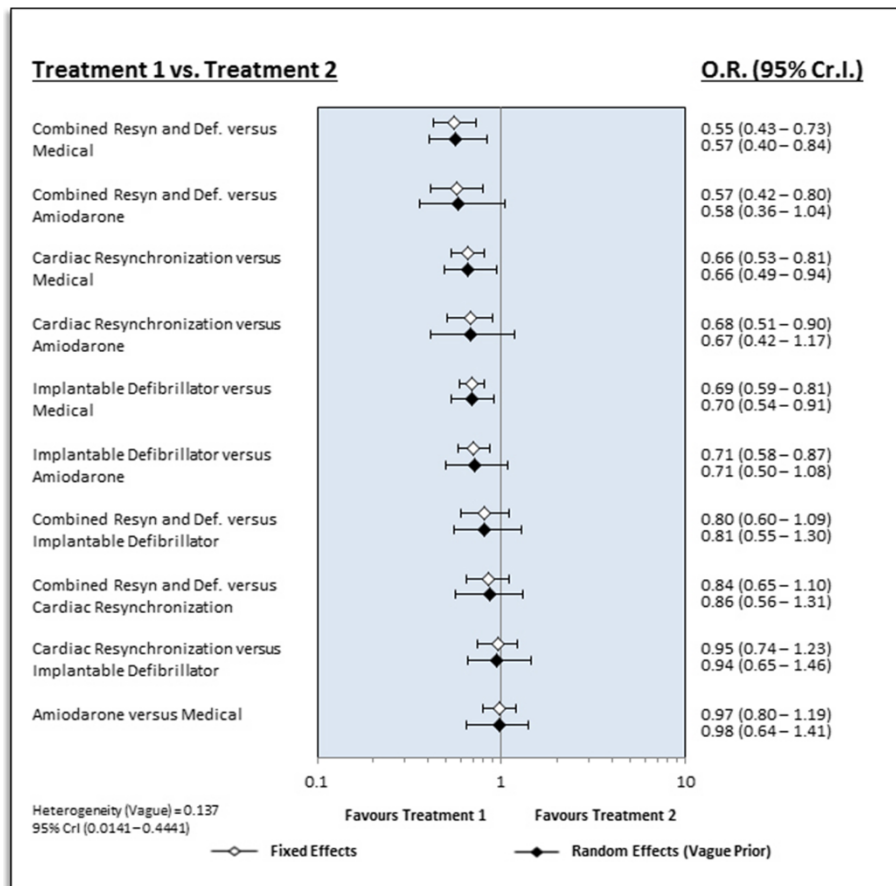 Treatment 1 vs. Treatment 2
O.R. (95% Cr.I.)
Combined Resyn and Def. versus
Medical
0.55 (0.43 – 0.73)
0.57 (0.40 – 0.84)
Combined Resyn and Def. versus
Amiodarone
0.57 (0.42 – 0.80)
0.58 (0.36 – 1.04)
Cardiac Resynchronization versus
Medical
0.66 (0.53 – 0.81)
0.66 (0.49 – 0.94)
Cardiac Resynchronization versus
Amiodarone
0.68 (0.51 – 0.90)
0.67 (0.42 – 1.17)
Implantable Defibrillator versus
Medical
0.69 (0.59 – 0.81)
0.70 (0.54 – 0.91)
Implantable Defibrillator versus
Amiodarone
0.71 (0.58 – 0.87)
0.71 (0.50 – 1.08)
Combined Resyn and Def. versus
Implantable Defibrillator
0.80 (0.60 – 1.09)
0.81 (0.55 – 1.30)
Combined Resyn and Def. versus
Cardiac Resynchronization
0.84 (0.65 – 1.10)
0.86 (0.56 – 1.31)
Cardiac Resynchronization versus
Implantable Defibrillator
0.95 (0.74 – 1.23)
0.94 (0.65 – 1.46)
Amiodarone versus Medical
0.97 (0.80 – 1.19)
0.98 (0.64 – 1.41)
0.1 1 10
Heterogeneity (Vague) = 0.137
95% CrI (0.0141 – 0.4441)
Favours Treatment 1 Favours Treatment 2
Fixed Effects Random Effects (Vague Prior)